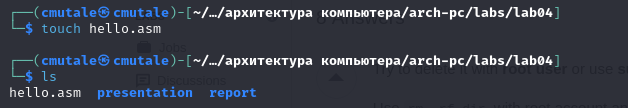 ┌──(cmutale㉿cmutale)-[~/…/архитектура компьютера/arch-pc/labs/lab04]
└─$ touch hello.asm
┌──(cmutale㉿cmutale)-[~/…/архитектура компьютера/arch-pc/labs/lab04]
└─$ ls
hello.asm  presentation  report